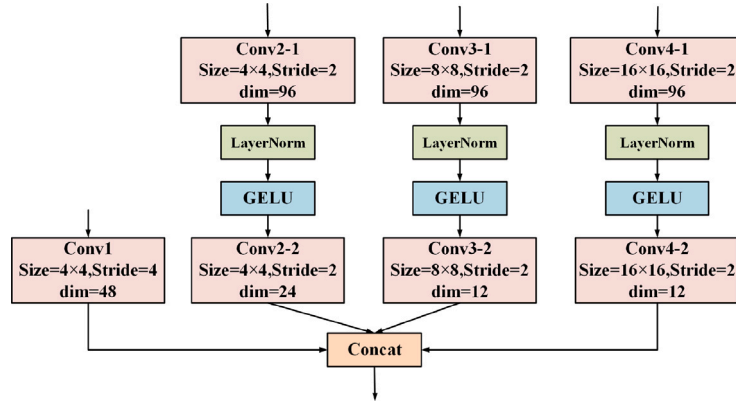 Conv2-1
Size=4×4,Stride=2
dim=96
Conv3-1
Size=8×8,Stride=2
dim=96
Conv4-1
Size=16×16,Stride=2
dim=96
LayerNorm
LayerNorm
LayerNorm
GELU
GELU
GELU
Conv1
Size=4×4,Stride=4
dim=48
Conv2-2
Size=4×4,Stride=2
dim=24
Conv3-2
Size=8×8,Stride=2
dim=12
Conv4-2
Size=16×16,Stride=2
dim=12
Concat